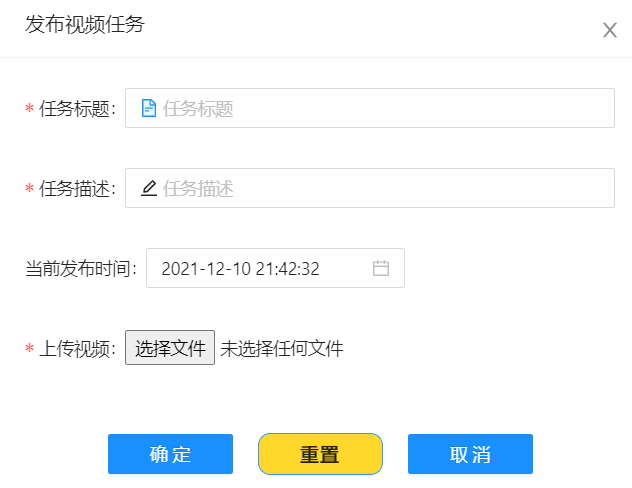 发布视频任务
* 任务标题: 任务标题
* 任务描述: 任务描述
当前发布时间: 2021-12-10 21:42:32
* 上传视频: 选择文件 未选择任何文件
确 定 重置 取 消